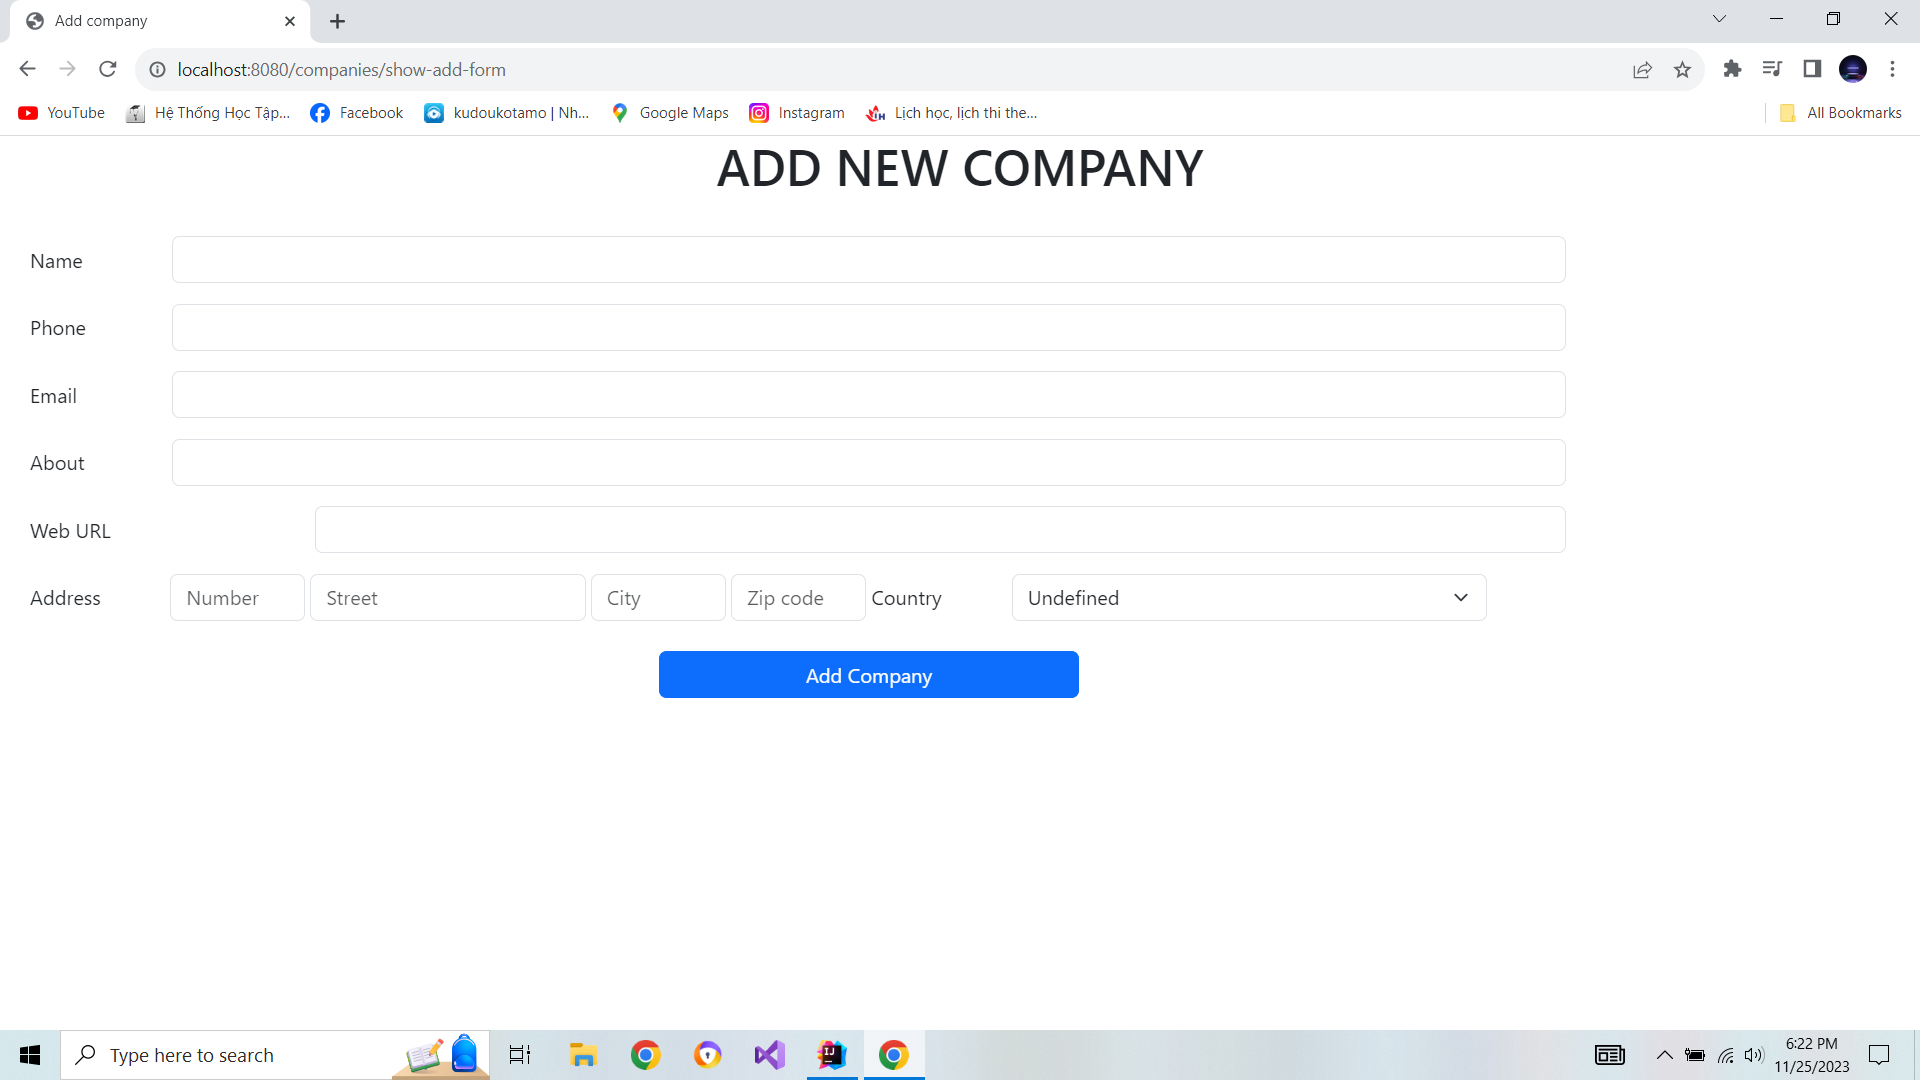 Add company
localhost:8080/companies/show-add-form
YouTube
Hệ Thống Học Tập...
Facebook
kudoukotamo | Nh...
Google Maps
Instagram
Lịch học, lịch thi the...
All Bookmarks
ADD NEW COMPANY
Name
Phone
Email
About
Web URL
Address Number Street City Zip code Country Undefined
Add Company
Type here to search
6:22 PM
11/25/2023